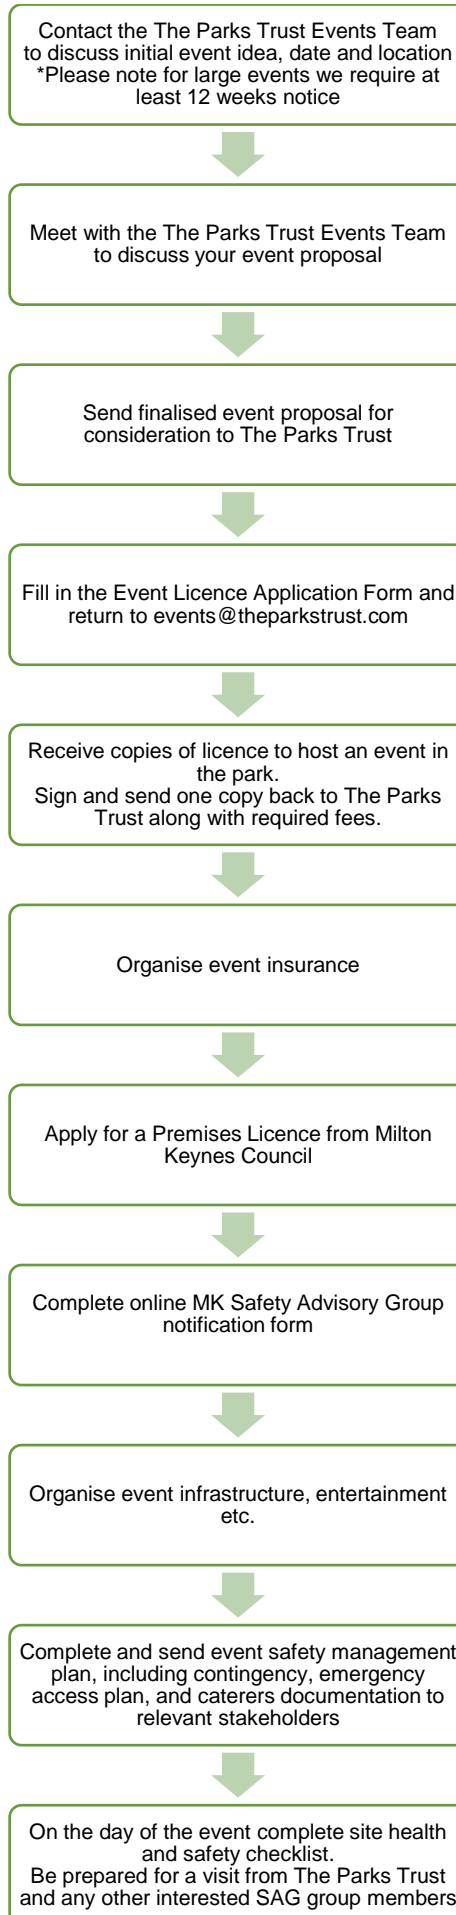 Contact the The Parks Trust Events Team
to discuss initial event idea, date and location
*Please note for large events we require at
least 12 weeks notice
Meet with the The Parks Trust Events Team
to discuss your event proposal
Send finalised event proposal for
consideration to The Parks Trust
Fill in the Event Licence Application Form and
return to events@theparkstrust.com
Receive copies of licence to host an event in
the park.
Sign and send one copy back to The Parks
Trust along with required fees.
Organise event insurance
Apply for a Premises Licence from Milton
Keynes Council
Complete online MK Safety Advisory Group
notification form
Organise event infrastructure, entertainment
etc.
Complete and send event safety management
plan, including contingency, emergency
access plan, and caterers documentation to
relevant stakeholders
On the day of the event complete site health
and safety checklist.
Be prepared for a visit from The Parks Trust
and any other interested SAG group members